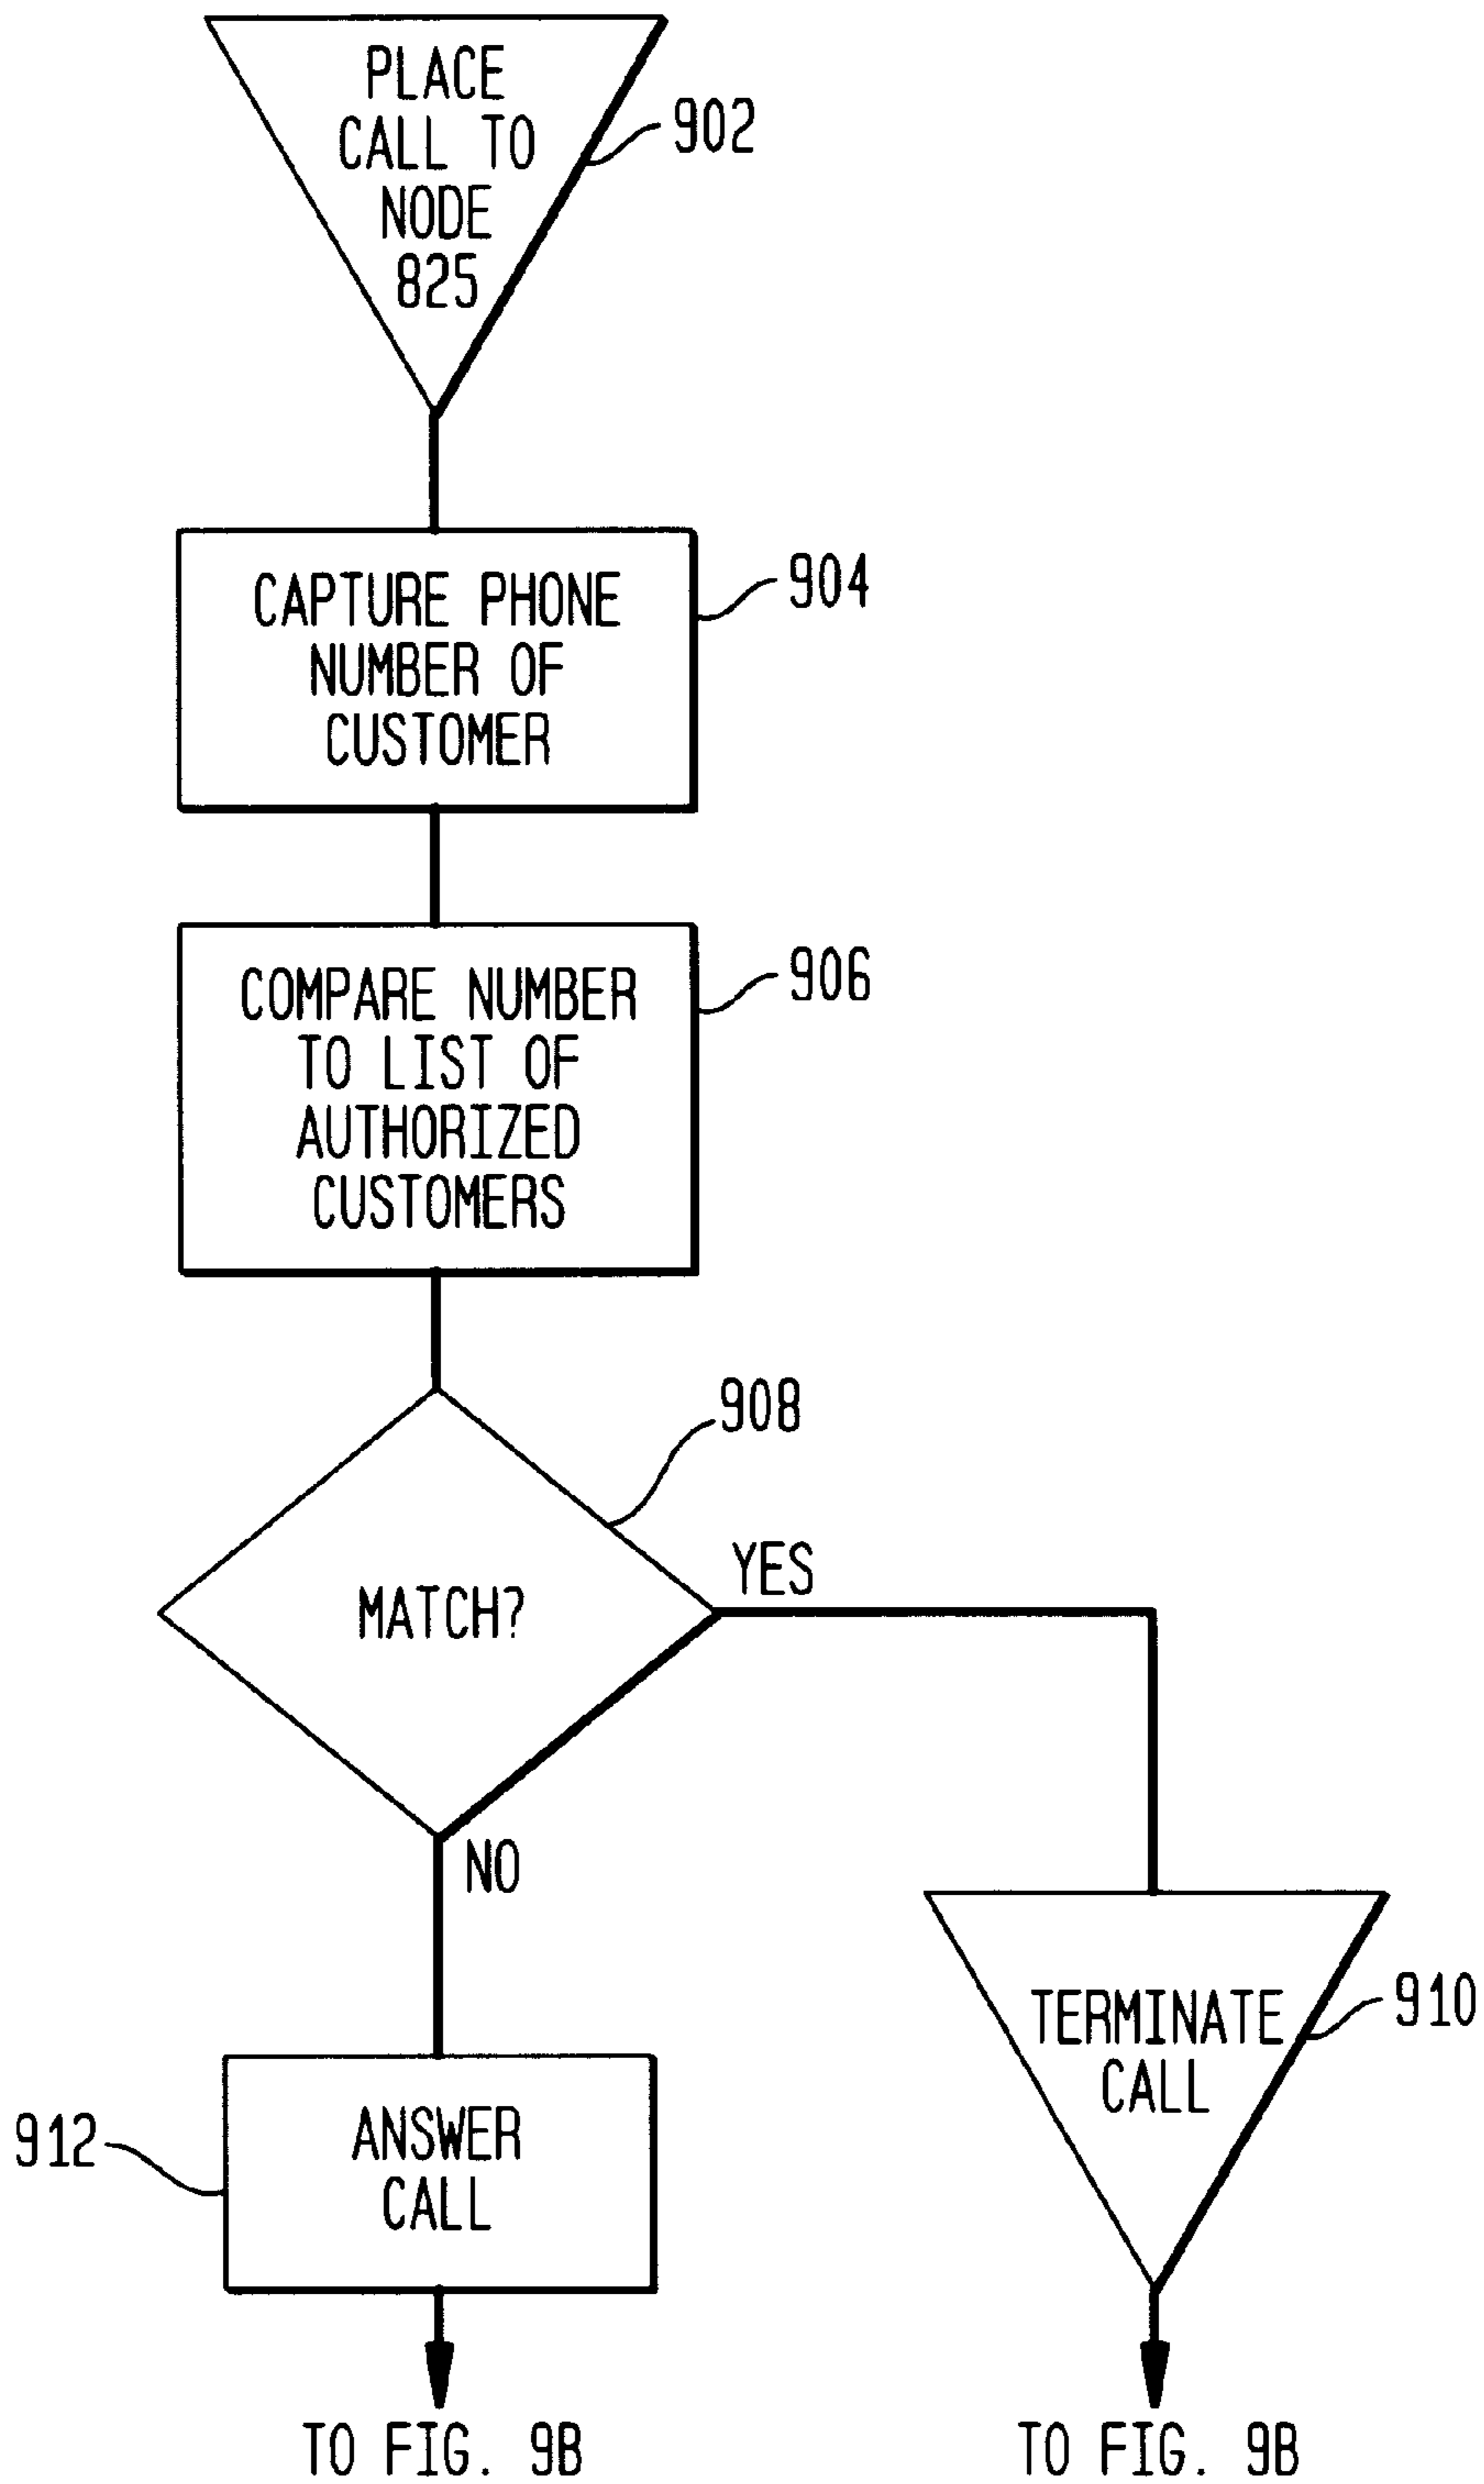 PLACE
CALL TO
NODE
825
902
CAPTURE PHONE
NUMBER OF
CUSTOMER
904
COMPARE NUMBER
TO LIST OF
AUTHORIZED
CUSTOMERS
906
908
MATCH?
YES
NO
TERMINATE
CALL
910
912
ANSWER
CALL
TO FIG. 9B
TO FIG. 9B